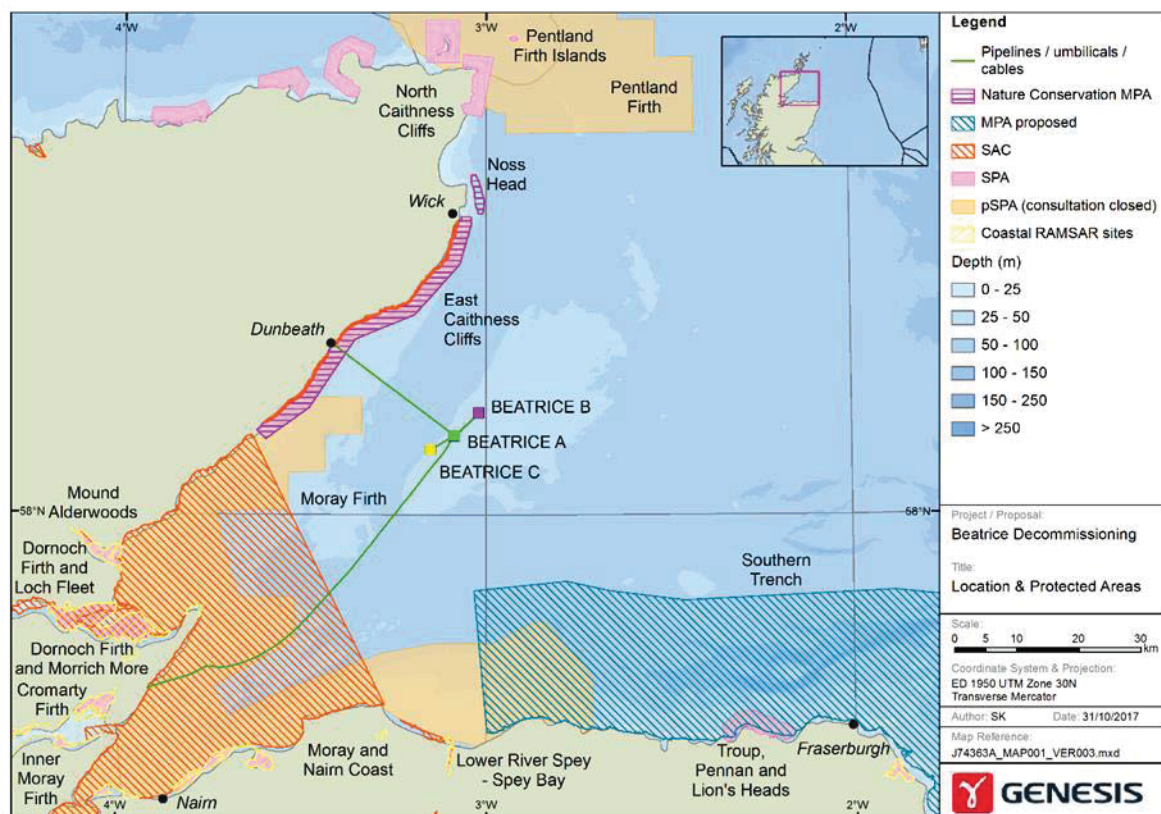 4°W
3°W
2°W
Pentland
Firth Islands
North
Caithness
Cliffs
Pentland
Firth
Noss
Head
Wick
East
Caithness
Cliffs
Dunbeath
BEATRICE B
BEATRICE A
BEATRICE C
Moray Firth
58°N
58°N
Mound
Alderwoods
Dornoch
Firth and
Loch Fleet
Southern
Trench
Dornoch Firth
and Morrich More
Cromarty
Firth
Inner
Moray
Firth
Moray and
Nairn Coast
Lower River Spey
- Spey Bay
Troup,
Pennan and
Lion's Heads
Fraserburgh
Nairn
4°W
3°W
2°W
Legend
Pipelines / umbilicals /
cables
Nature Conservation MPA
MPA proposed
SAC
SPA
pSPA (consultation closed)
Coastal RAMSAR sites
Depth (m)
0 - 25
25 - 50
50 - 100
100 - 150
150 - 250
> 250
Project / Proposal:
Beatrice Decommissioning
Title:
Location & Protected Areas
Scale:
0 5 10 20 30
km
Coordinate System & Projection:
ED 1950 UTM Zone 30N
Transverse Mercator
Author: SK Date: 31/10/2017
Map Reference:
J74363A_MAP001_VER003.mxd
GENESIS